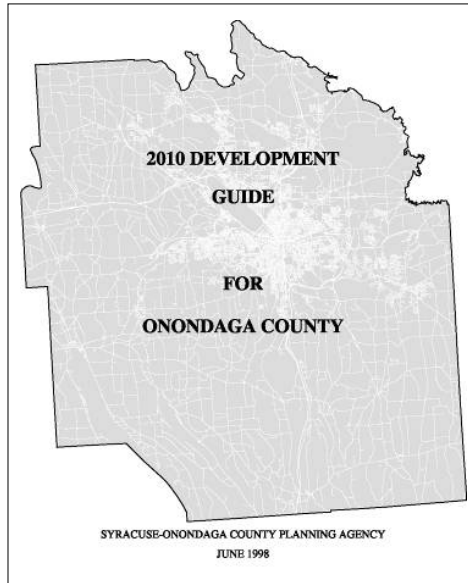 2010 DEVELOPMENT
GUIDE
FOR
ONONDAGA COUNTY
SYRACUSE-ONONDAGA COUNTY PLANNING AGENCY
JUNE 1998